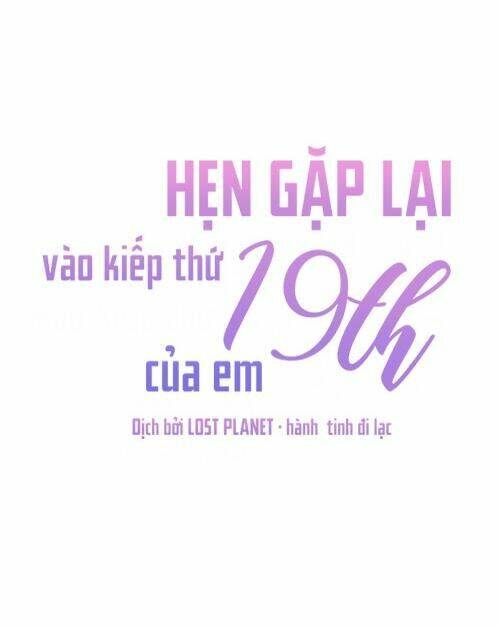 HẸN GẶP LẠI
vào kiếp thứ 19th
của em
Dịch bởi LOST PLANET · hành tinh đi lạc